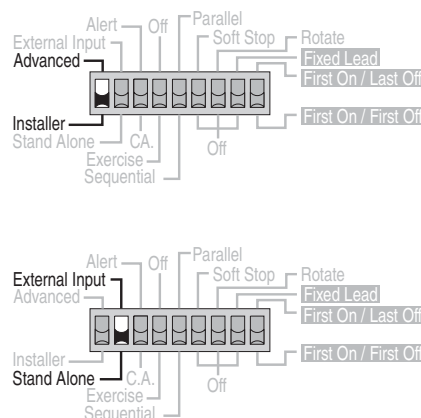 Parallel
Alert Off
External Input Soft Stop Rotate
Advanced Fixed Lead
First On / Last Off
Installer First On / First Off
Stand Alone CA. Off
Exercise
Sequential
Parallel
Alert Off
External Input Soft Stop Rotate
Advanced Fixed Lead
First On / Last Off
Installer First On / First Off
Stand Alone C.A. Off
Exercise
Sequential